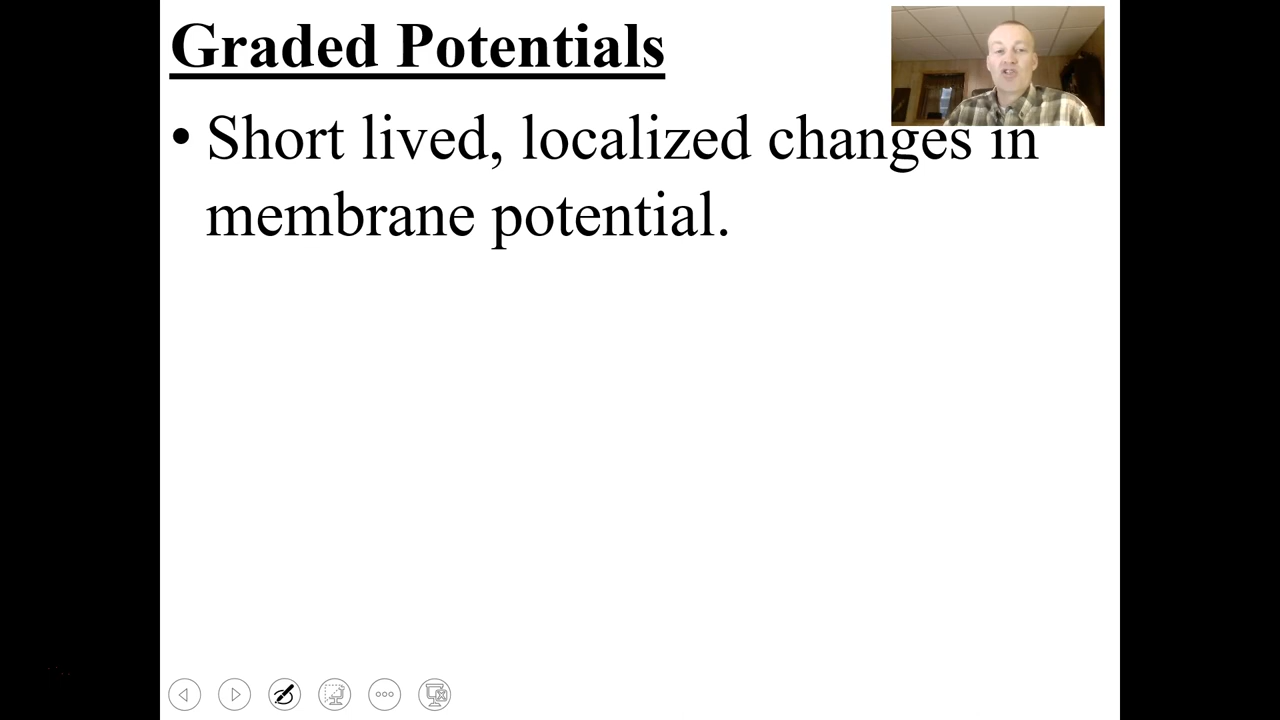 Graded Potentials
• Short lived, localized changes in
membrane potential.